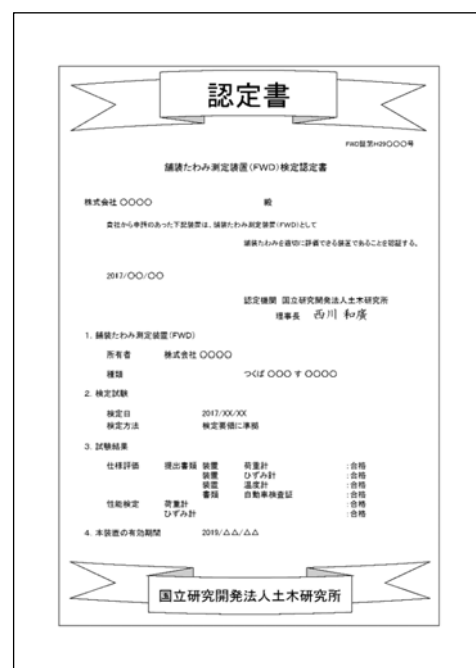 認定書
FWD証第H29〇〇〇号
舗装たわみ測定装置(FWD)検定認定書
株式会社 〇〇〇〇 殿
貴社から申請のあった下記装置は、舗装たわみ測定装置(FWD)として
舗装たわみを適切に評価できる装置であることを認証する。
2017/〇〇/〇〇
認定機関 国立研究開発法人土木研究所
理事長 西川 和廣
1. 舗装たわみ測定装置(FWD)
所有者 株式会社 〇〇〇〇
種類 つくば 〇〇〇 す 〇〇〇〇
2. 検定試験
検定日 2017/XX/XX
検定方法 検定要領に準拠
3. 試験結果
仕様評価 提出書類 装置 荷重計 :合格
装置 ひずみ計 :合格
装置 温度計 :合格
書類 自動車検査証 :合格
性能検定 荷重計 :合格
ひずみ計 :合格
4. 本装置の有効期間 2019/△△/△△
国立研究開発法人土木研究所